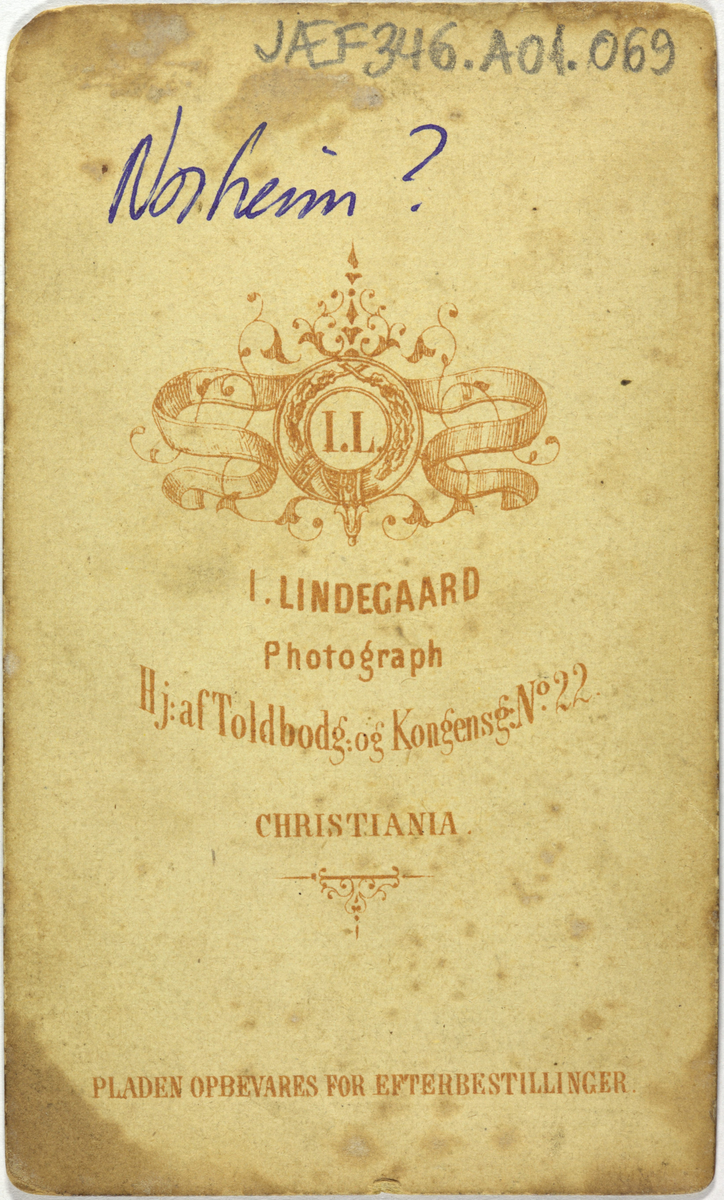 JÆF346.A01.069
Norheim ?
I.L.
I. LINDEGAARD
Photograph
Hj: af Toldbodg: og Kongensg: No 22.
CHRISTIANIA.
PLADEN OPBEVARES FOR EFTERBESTILLINGER.